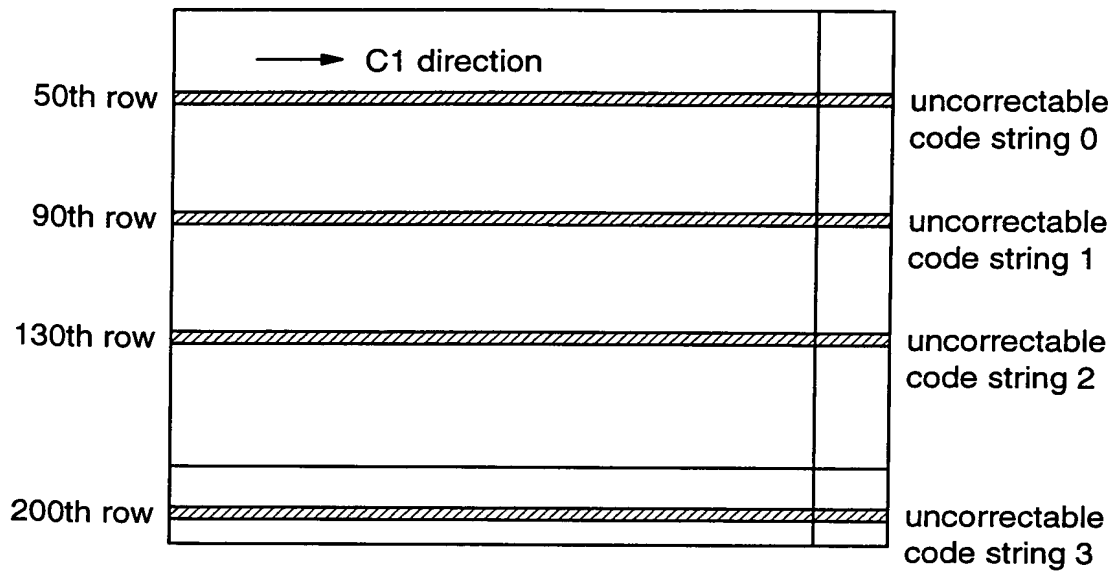 C1 direction
50th row
uncorrectable
code string 0
90th row
uncorrectable
code string 1
130th row
uncorrectable
code string 2
200th row
uncorrectable
code string 3